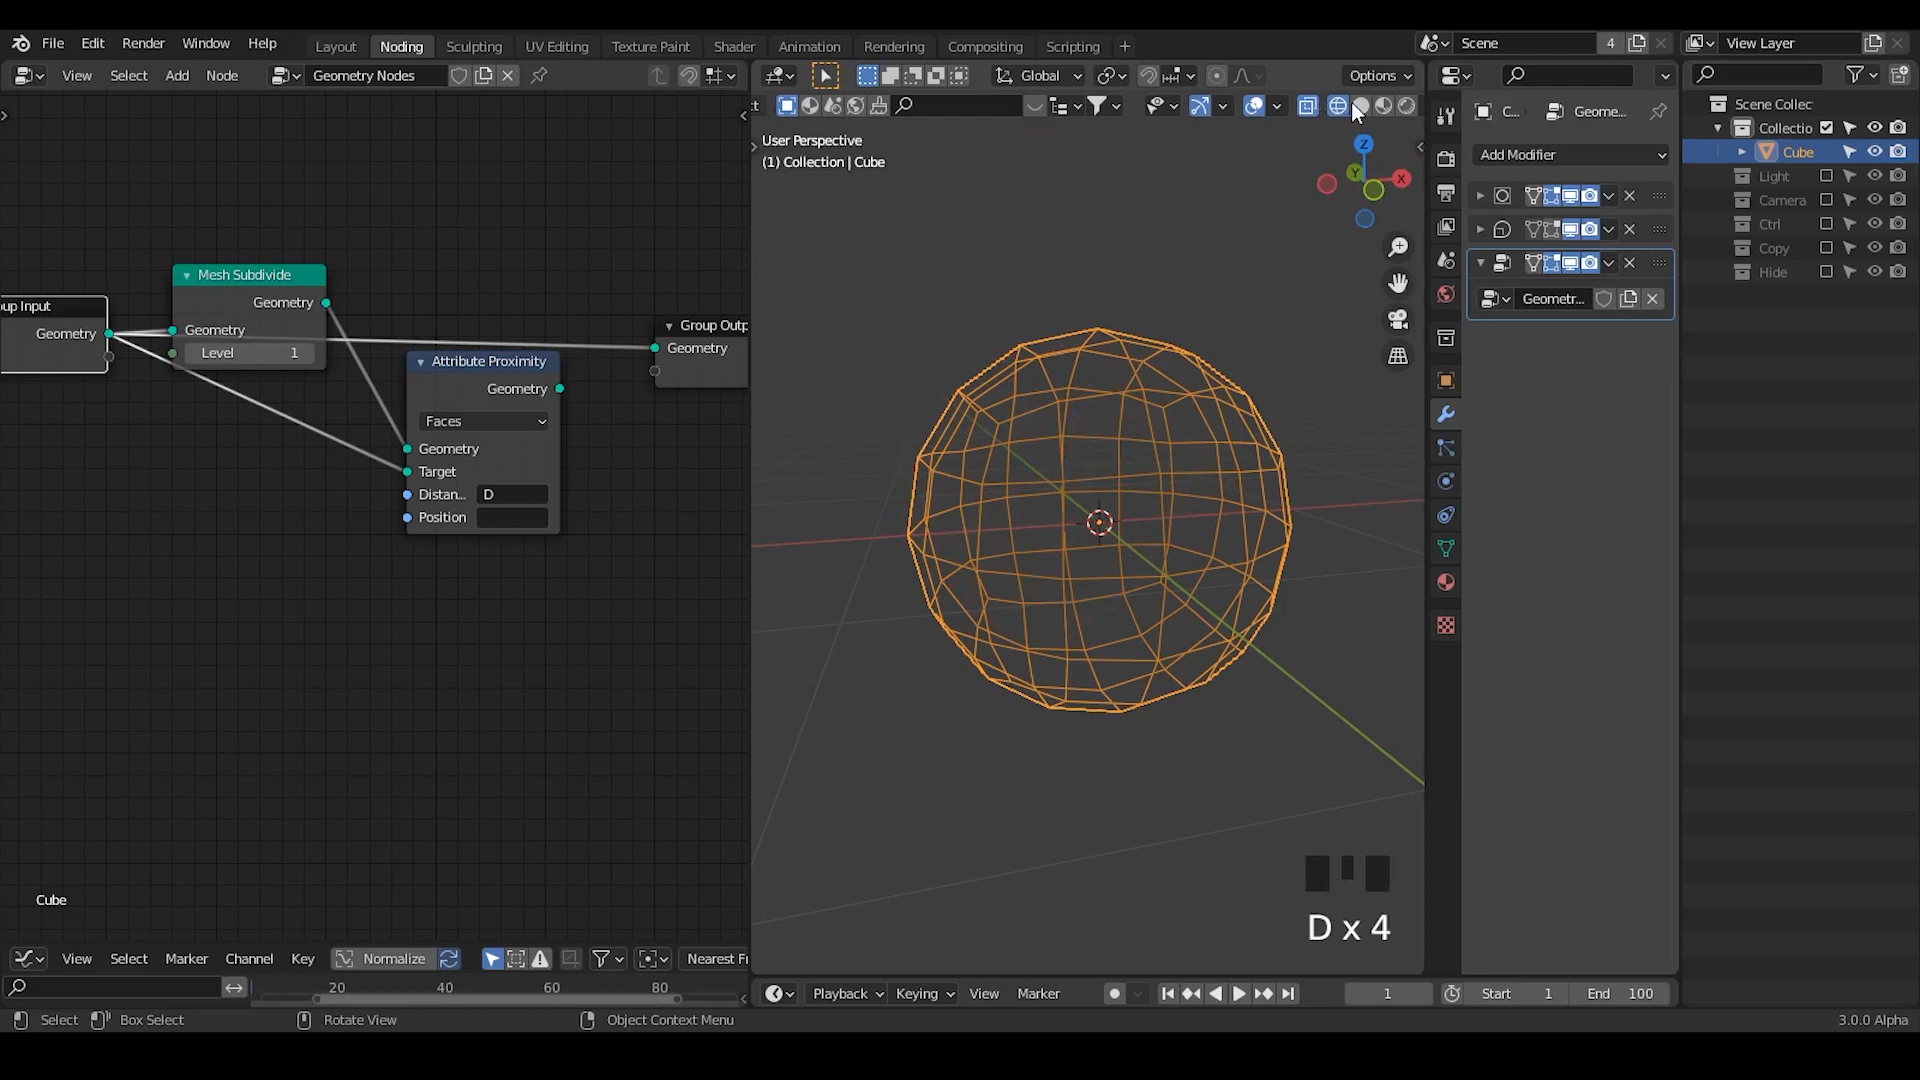 File Edit Render Window Help Layout Noding Sculpting UV Editing Texture Paint Shader Animation Rendering Compositing Scripting + Scene 4 View Layer
View Select Add Node Geometry Nodes Global Options
User Perspective
(1) Collection | Cube
Z
Y
X
C... Geome...
Add Modifier
Geometr...
Scene Collec
Collectio
Cube
Light
Camera
Ctrl
Copy
Hide
up Input
Geometry
Mesh Subdivide
Geometry
Geometry
Level 1
Attribute Proximity
Geometry
Faces
Geometry
Target
Distan... D
Position
Group Outp
Geometry
Cube
D x 4
View Select Marker Channel Key Normalize Nearest Fr
20 40 60 80
Playback Keying View Marker 1 Start 1 End 100
Select Box Select Rotate View Object Context Menu 3.0.0 Alpha